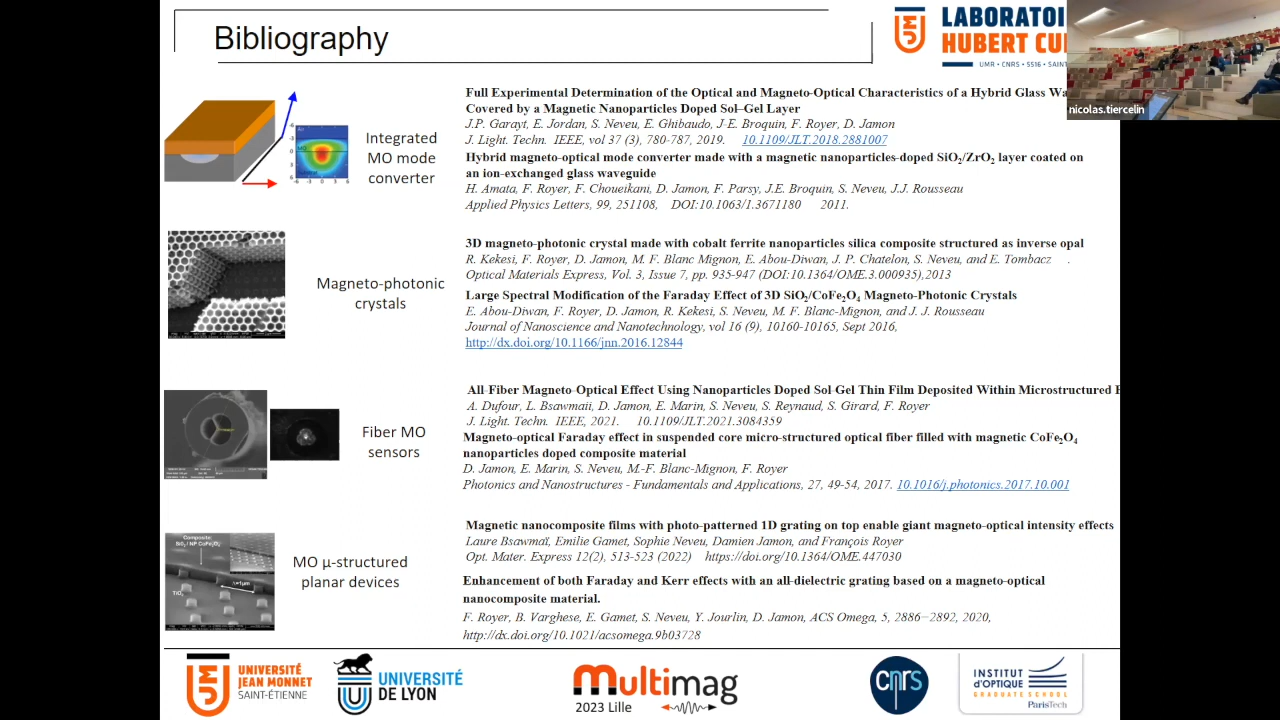 Bibliography
LABORATOI
HUBERT CU
UMR • CNRS • 5516 • SAINT
nicolas.tiercelin
Integrated
MO mode
converter
Full Experimental Determination of the Optical and Magneto-Optical Characteristics of a Hybrid Glass Wa
Covered by a Magnetic Nanoparticles Doped Sol–Gel Layer
J.P. Garayt, E. Jordan, S. Neveu, E. Ghibaudo, J-E. Broquin, F. Royer, D. Jamon
J. Light. Techn. IEEE, vol 37 (3), 780-787, 2019. 10.1109/JLT.2018.2881007
Hybrid magneto-optical mode converter made with a magnetic nanoparticles-doped SiO₂/ZrO₂ layer coated on
an ion-exchanged glass waveguide
H. Amata, F. Royer, F. Choueikani, D. Jamon, F. Parsy, J.E. Broquin, S. Neveu, J.J. Rousseau
Applied Physics Letters, 99, 251108, DOI:10.1063/1.3671180 2011.
Magneto-photonic
crystals
3D magneto-photonic crystal made with cobalt ferrite nanoparticles silica composite structured as inverse opal
R. Kekesi, F. Royer, D. Jamon, M. F. Blanc Mignon, E. Abou-Diwan, J. P. Chatelon, S. Neveu, and E. Tombacz .
Optical Materials Express, Vol. 3, Issue 7, pp. 935-947 (DOI:10.1364/OME.3.000935),2013
Large Spectral Modification of the Faraday Effect of 3D SiO₂/CoFe₂O₄ Magneto-Photonic Crystals
E. Abou-Diwan, F. Royer, D. Jamon, R. Kekesi, S. Neveu, M. F. Blanc-Mignon, and J. J. Rousseau
Journal of Nanoscience and Nanotechnology, vol 16 (9), 10160-10165, Sept 2016,
http://dx.doi.org/10.1166/jnn.2016.12844
Fiber MO
sensors
All-Fiber Magneto-Optical Effect Using Nanoparticles Doped Sol-Gel Thin Film Deposited Within Microstructured F
A. Dufour, L. Bsawmaii, D. Jamon, E. Marin, S. Neveu, S. Reynaud, S. Girard, F. Royer
J. Light. Techn. IEEE, 2021. 10.1109/JLT.2021.3084359
Magneto-optical Faraday effect in suspended core micro-structured optical fiber filled with magnetic CoFe₂O₄
nanoparticles doped composite material
D. Jamon, E. Marin, S. Neveu, M.-F. Blanc-Mignon, F. Royer
Photonics and Nanostructures - Fundamentals and Applications, 27, 49-54, 2017. 10.1016/j.photonics.2017.10.001
MO μ-structured
planar devices
Composite:
SiO₂ / NP CoFe₂O₄
Λ=1μm
TiO₂
Magnetic nanocomposite films with photo-patterned 1D grating on top enable giant magneto-optical intensity effects
Laure Bsawmaï, Emilie Gamet, Sophie Neveu, Damien Jamon, and François Royer
Opt. Mater. Express 12(2), 513-523 (2022) https://doi.org/10.1364/OME.447030
Enhancement of both Faraday and Kerr effects with an all-dielectric grating based on a magneto-optical
nanocomposite material.
F. Royer, B. Varghese, E. Gamet, S. Neveu, Y. Jourlin, D. Jamon, ACS Omega, 5, 2886−2892, 2020,
http://dx.doi.org/10.1021/acsomega.9b03728
UNIVERSITÉ
JEAN MONNET
SAINT-ÉTIENNE
UNIVERSITÉ
DE LYON
multimag
2023 Lille
cnrs
INSTITUT
d'OPTIQUE
GRADUATE SCHOOL
ParisTech